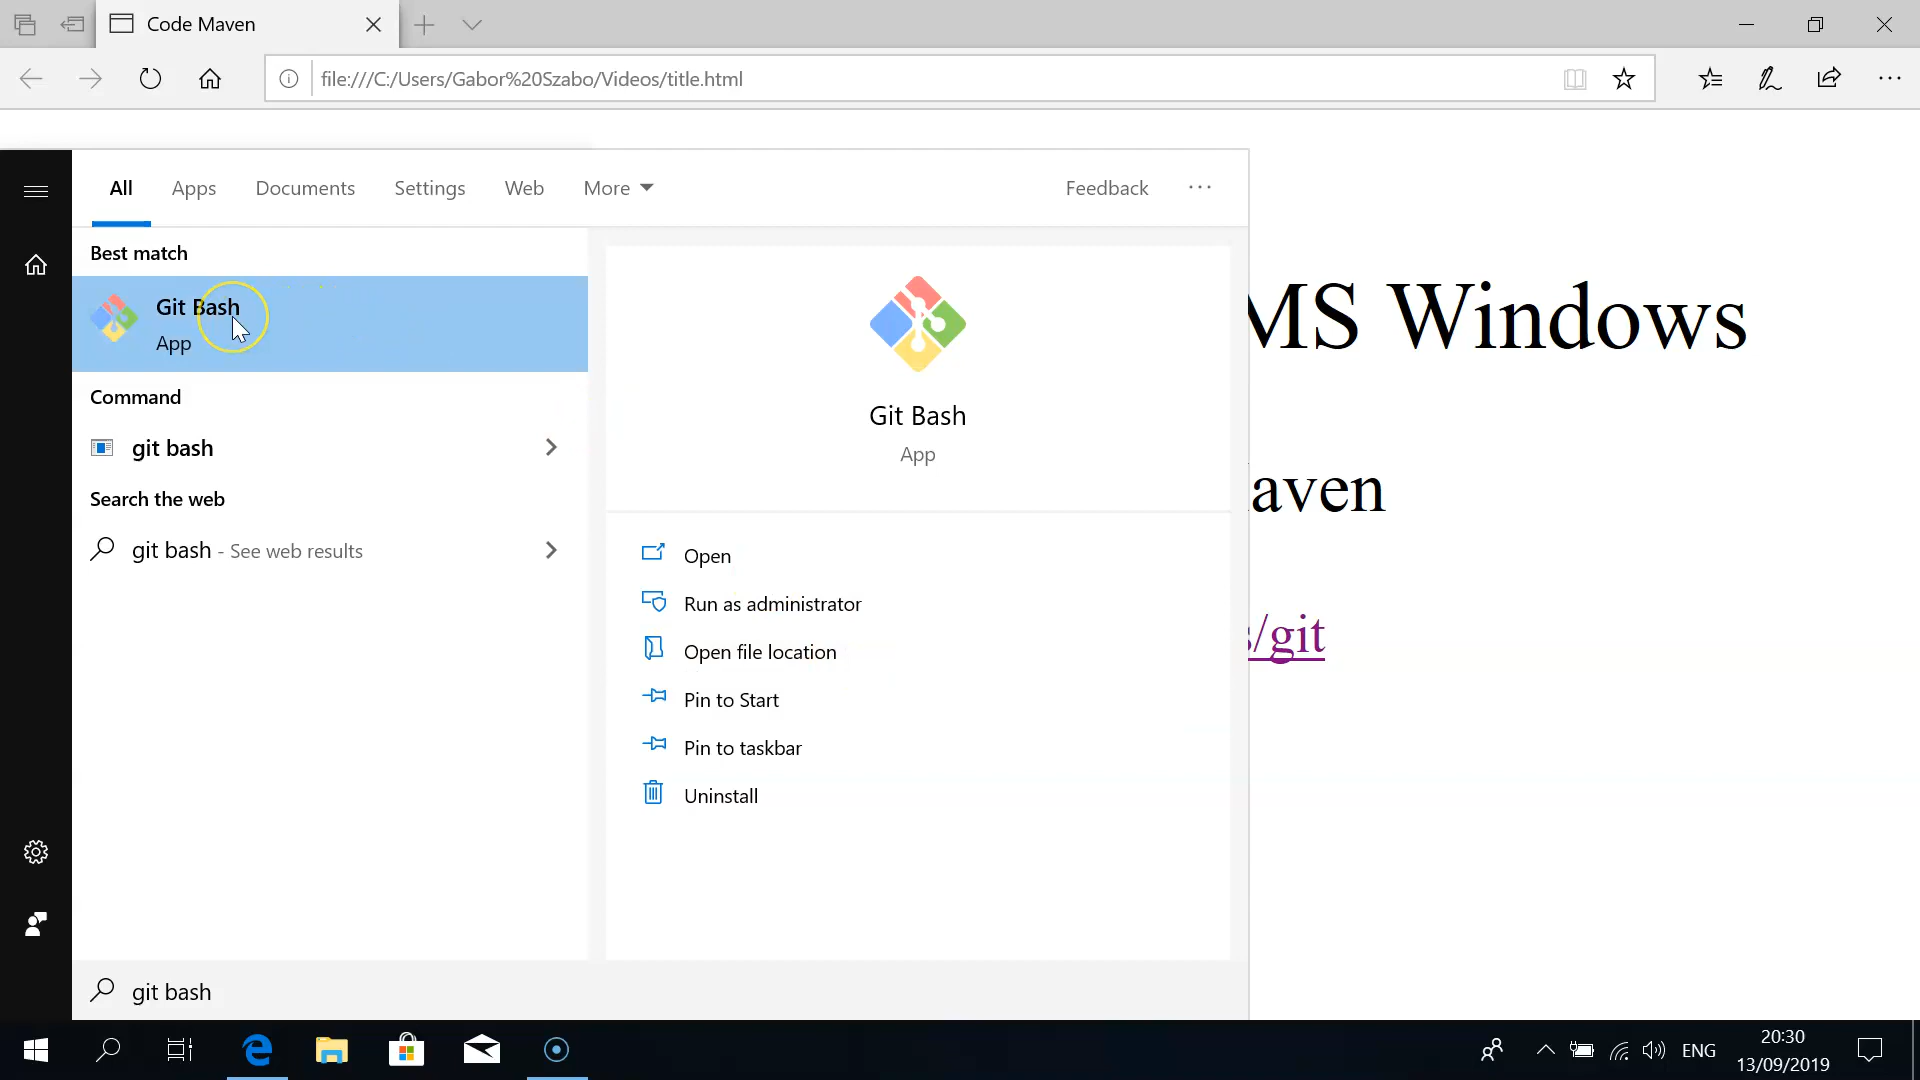 Code Maven
file:///C:/Users/Gabor%20Szabo/Videos/title.html
All Apps Documents Settings Web More Feedback
Best match
Git Bash
App
Command
git bash
Search the web
git bash - See web results
Git Bash
App
Open
Run as administrator
Open file location
Pin to Start
Pin to taskbar
Uninstall
MS Windows
aven
s/git
git bash
ENG
20:30
13/09/2019